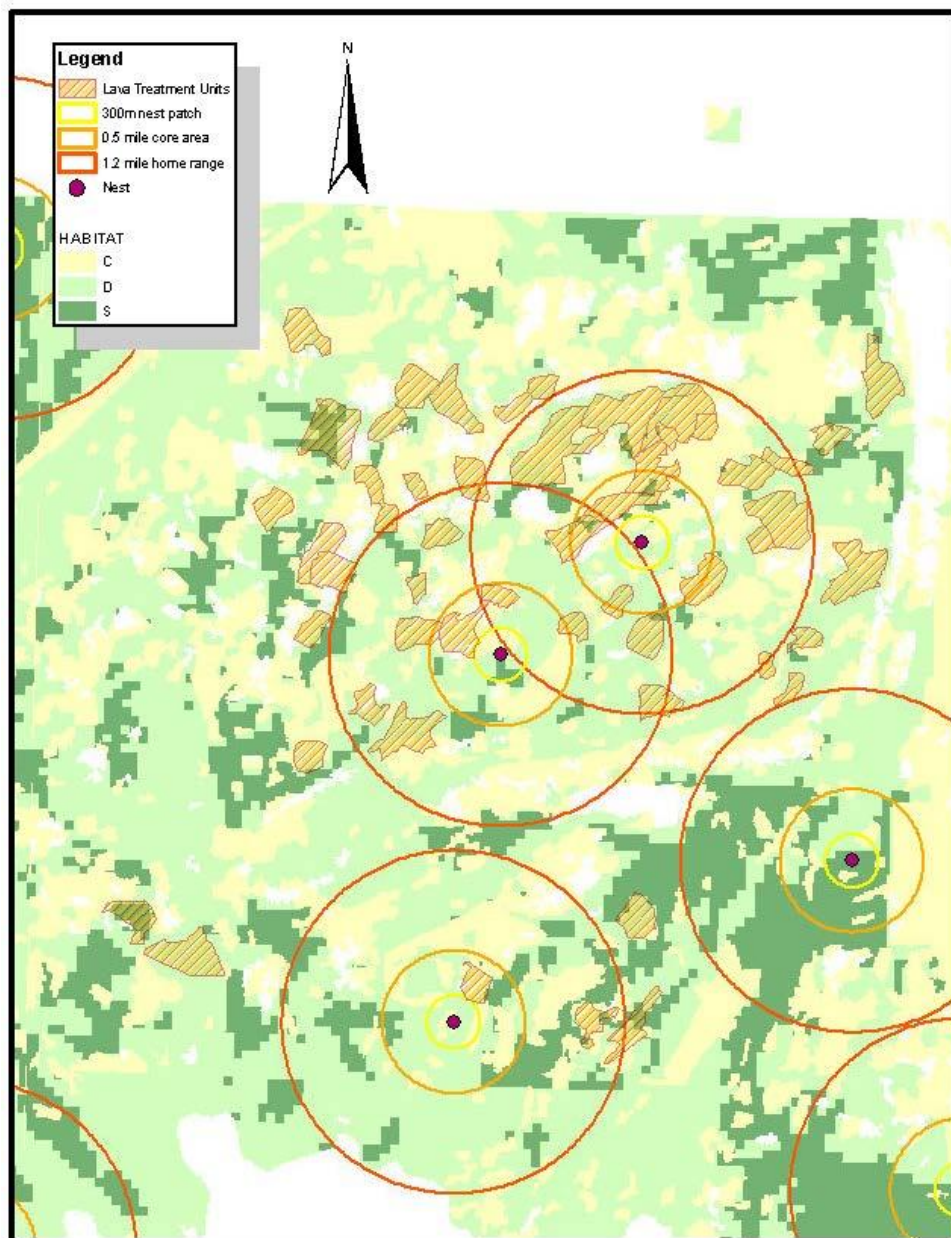 N
Legend
Lava Treatment Units
300m nest patch
0.5 mile core area
1.2 mile home range
Nest
HABITAT
C
D
S